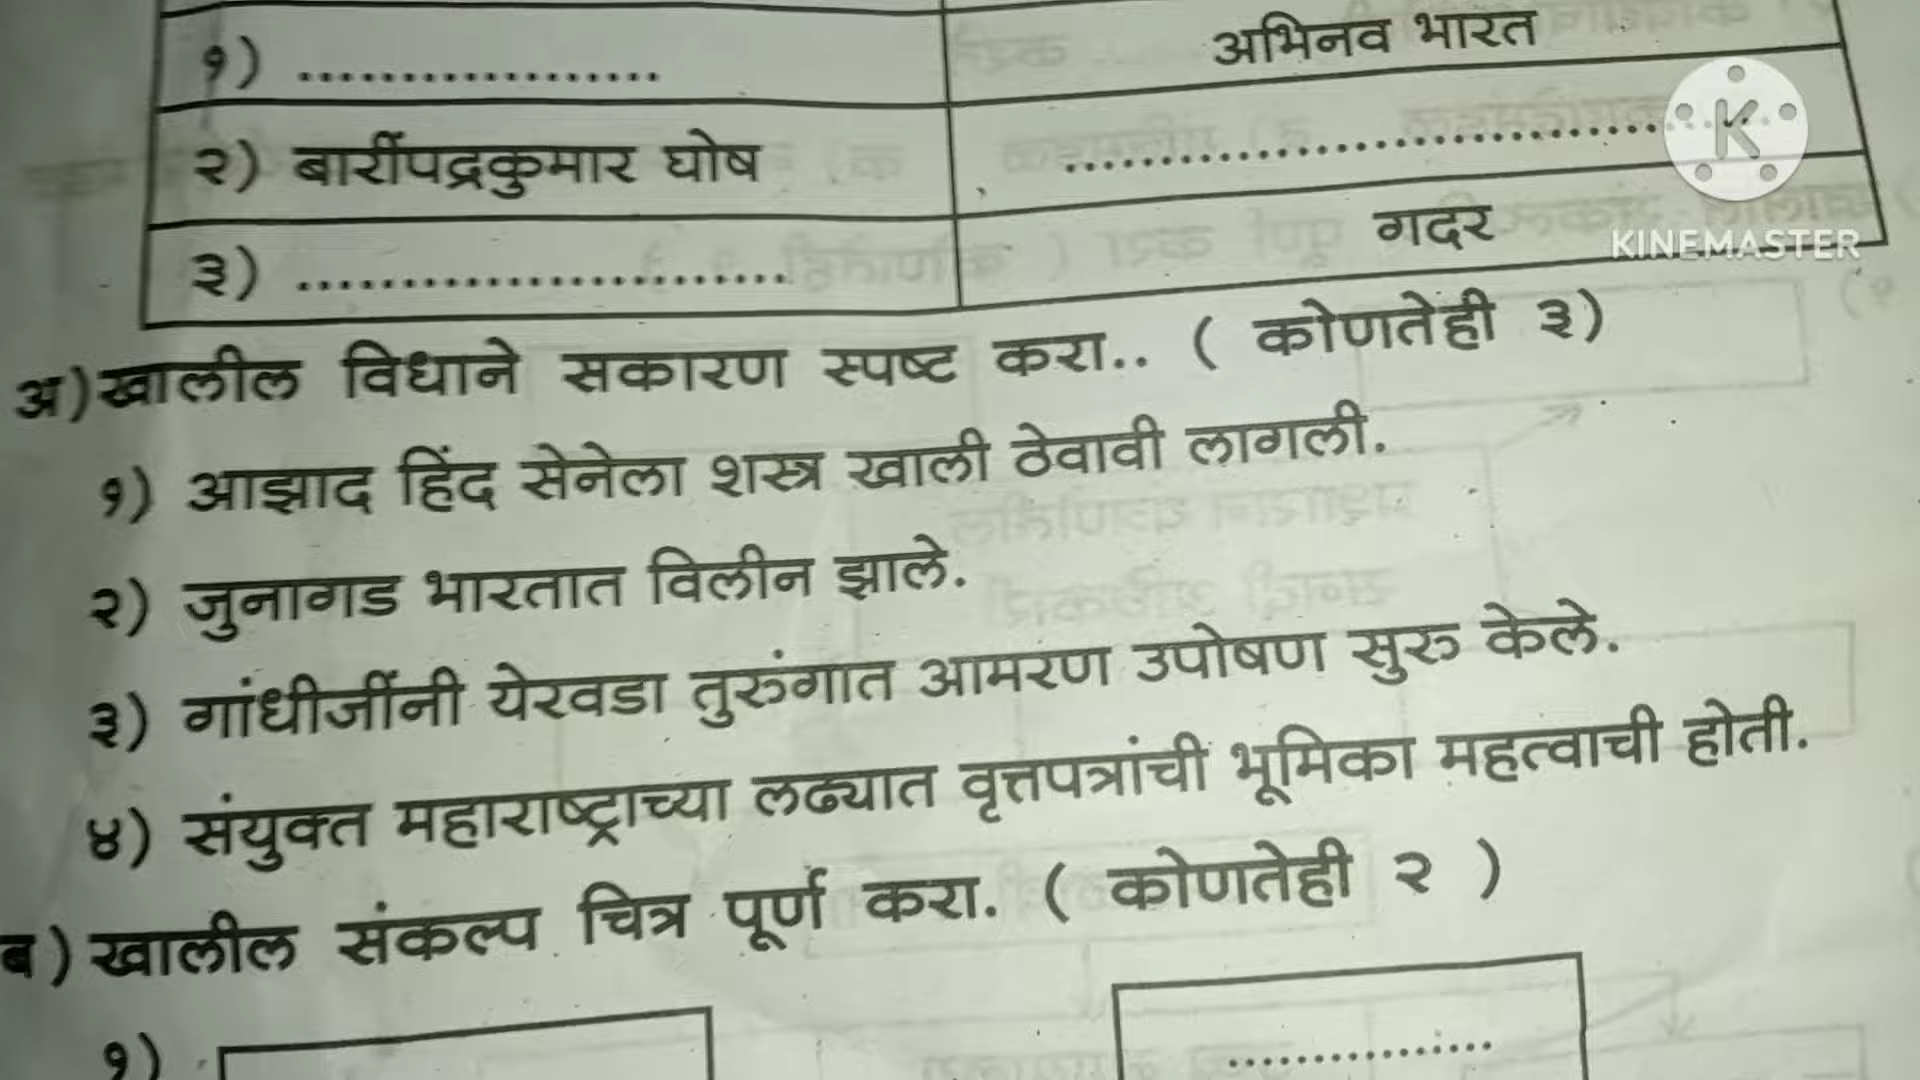 १) ..................	अभिनव भारत
२) बारींपद्रकुमार घोष	..................................
३) ........................	गदर
KINEMASTER
अ) खालील विधाने सकारण स्पष्ट करा.. ( कोणतेही ३)
१) आझाद हिंद सेनेला शस्त्र खाली ठेवावी लागली.
२) जुनागड भारतात विलीन झाले.
३) गांधीजींनी येरवडा तुरुंगात आमरण उपोषण सुरु केले.
४) संयुक्त महाराष्ट्राच्या लढ्यात वृत्तपत्रांची भूमिका महत्वाची होती.
ब) खालील संकल्प चित्र पूर्ण करा. ( कोणतेही २ )
१)
................